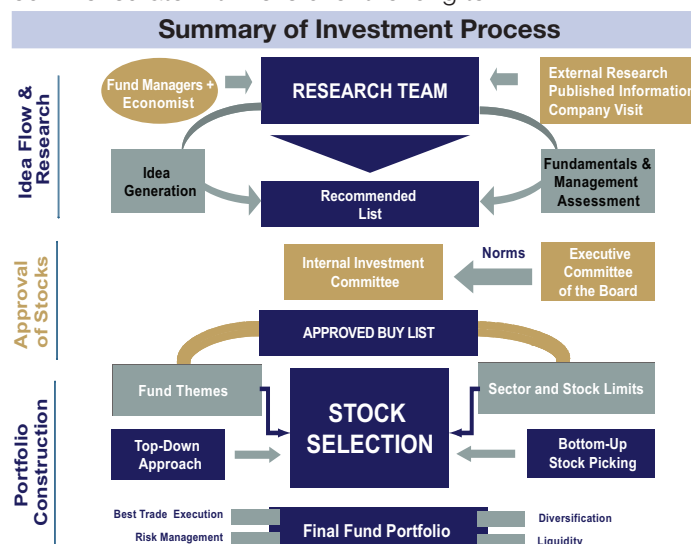 Summary of Investment Process
Idea Flow &
Research
Fund Managers +
Economist
RESEARCH TEAM
External Research
Published Information
Company Visit
Idea
Generation
Recommended
List
Fundamentals &
Management
Assessment
Approval
of Stocks
Internal Investment
Committee
Norms
Executive
Committee
of the Board
APPROVED BUY LIST
Portfolio
Construction
Fund Themes
STOCK
SELECTION
Sector and Stock Limits
Top-Down
Approach
Bottom-Up
Stock Picking
Best Trade Execution
Risk Management
Final Fund Portfolio
Diversification
Liquidity